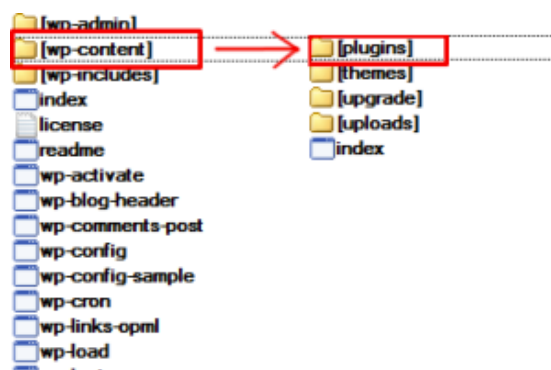 [wp-admin]
[wp-content]
[wp-includes]
index
license
readme
wp-activate
wp-blog-header
wp-comments-post
wp-config
wp-config-sample
wp-cron
wp-links-opml
wp-load
[plugins]
[themes]
[upgrade]
[uploads]
index